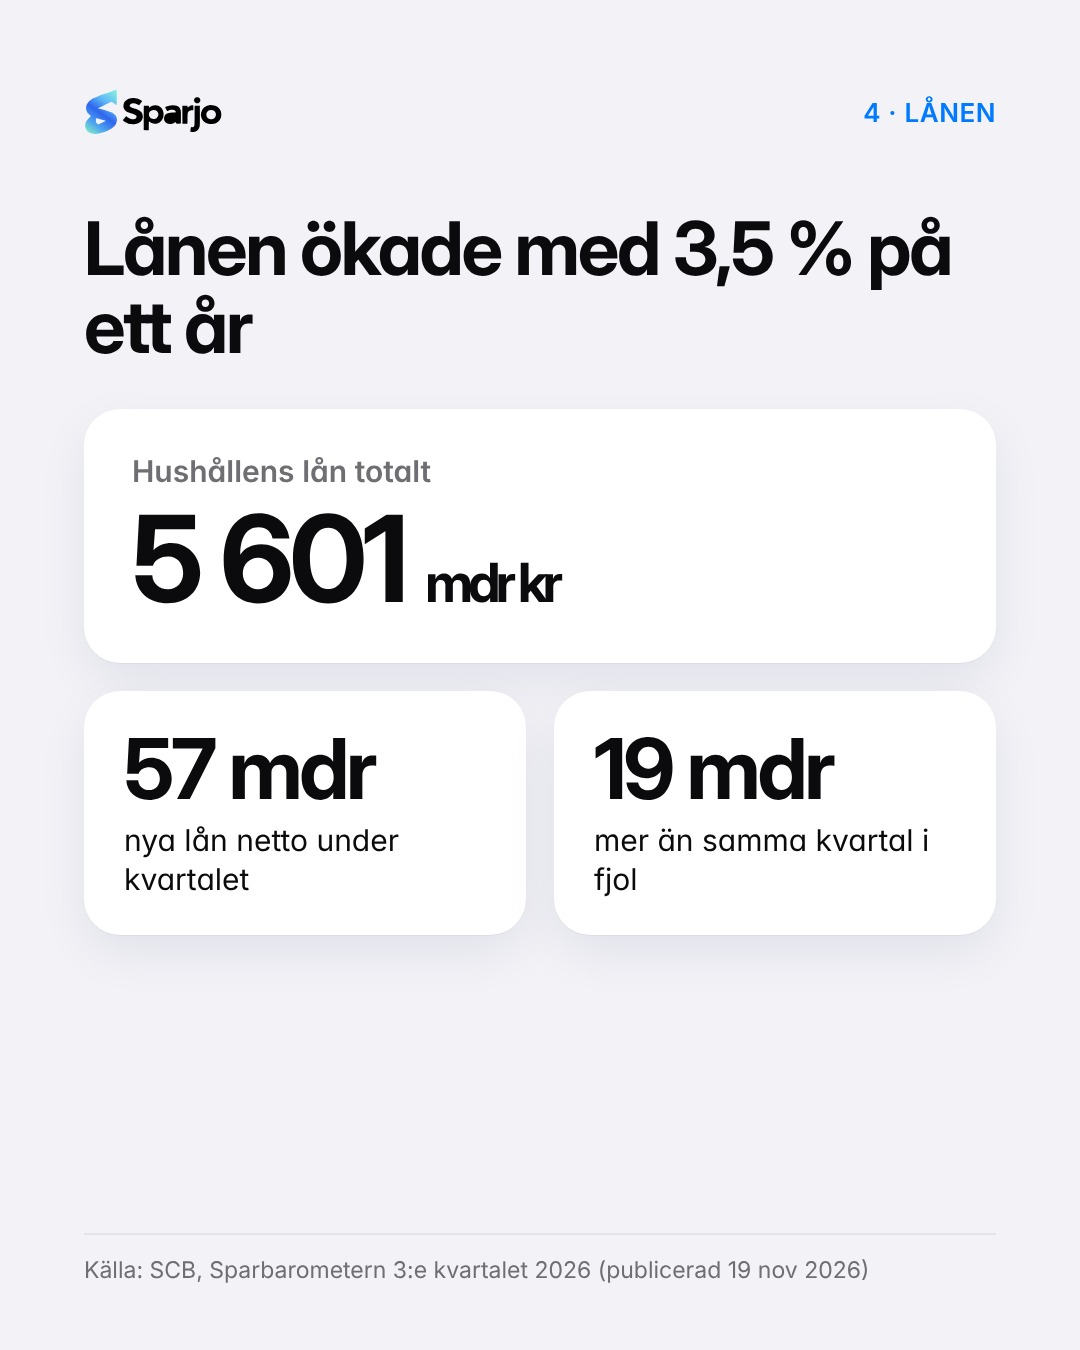 Sparjo
4 · LÅNEN
Lånen ökade med 3,5 % på
ett år
Hushållens lån totalt
5 601 mdr kr
57 mdr
nya lån netto under
kvartalet
19 mdr
mer än samma kvartal i
fjol
Källa: SCB, Sparbarometern 3:e kvartalet 2026 (publicerad 19 nov 2026)